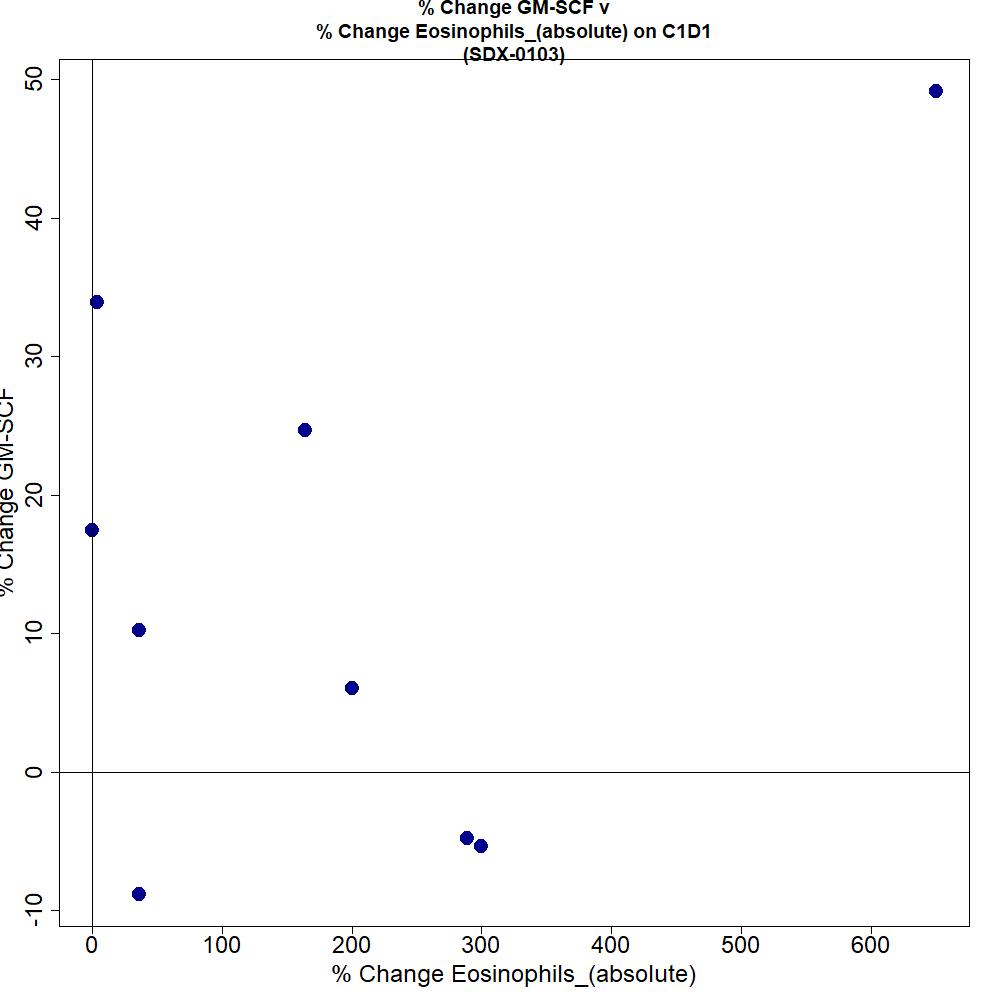 % Change GM-SCF v
% Change Eosinophils_(absolute) on C1D1
(SDX-0103)
50
40
30
20
10
0
-10
% Change GM-SCF
0 100 200 300 400 500 600
% Change Eosinophils_(absolute)